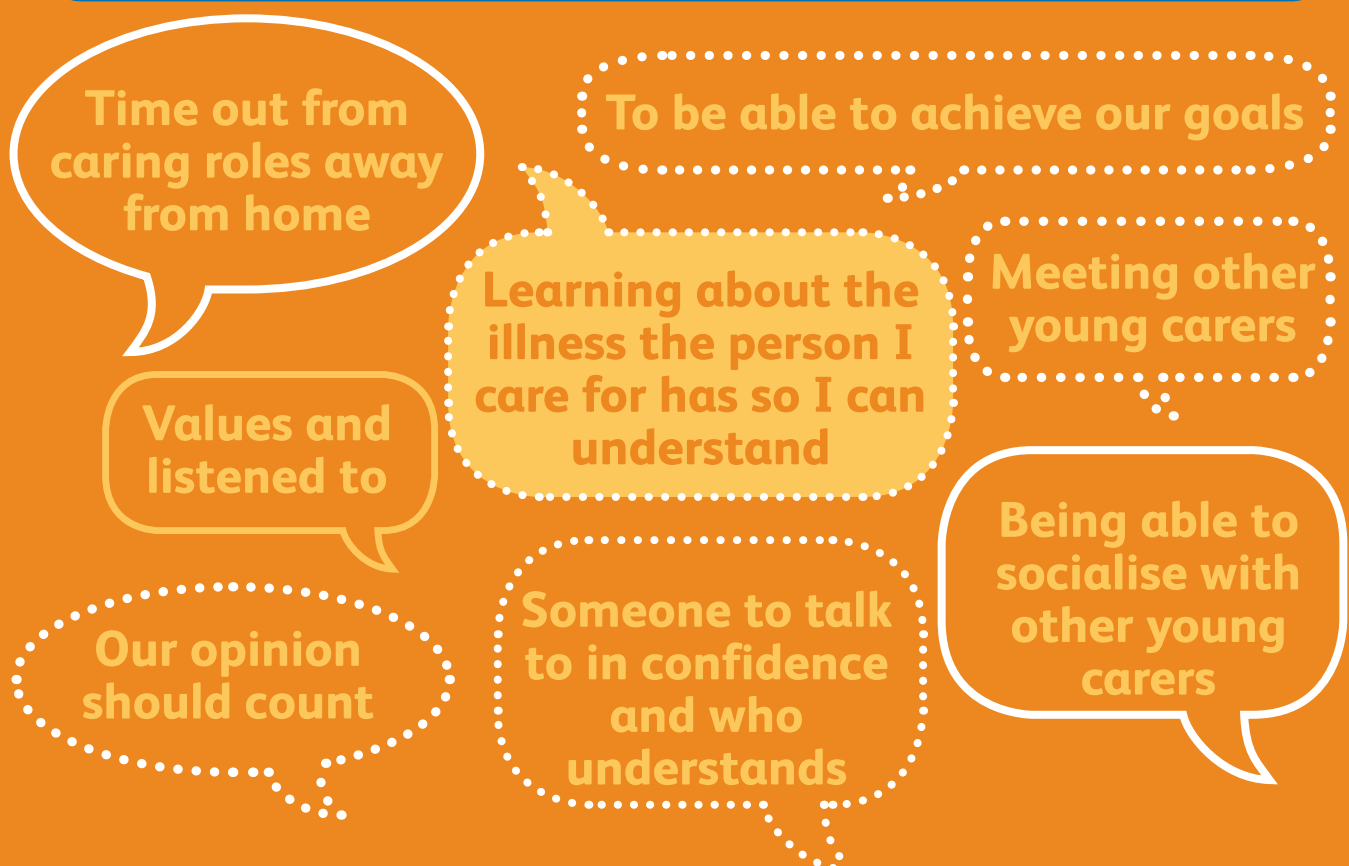 Time out from
caring roles away
from home
To be able to achieve our goals
Learning about the
illness the person I
care for has so I can
understand
Meeting other
young carers
Values and
listened to
Being able to
socialise with
other young
carers
Our opinion
should count
Someone to talk
to in confidence
and who
understands